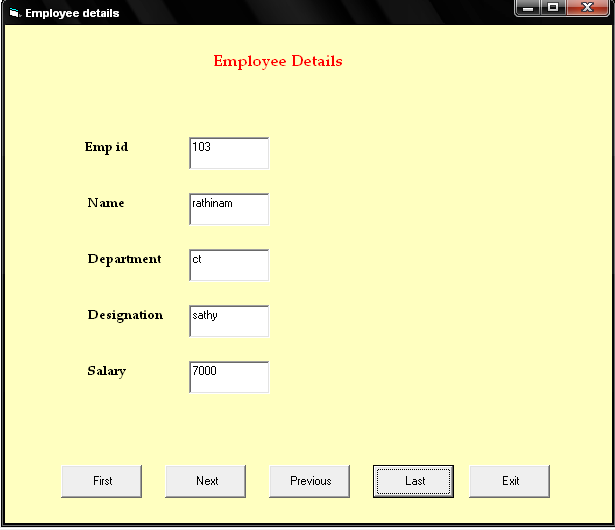 Employee details
Employee Details
Emp id 103
Name rathinam
Department ct
Designation sathy
Salary 7000
First Next Previous Last Exit